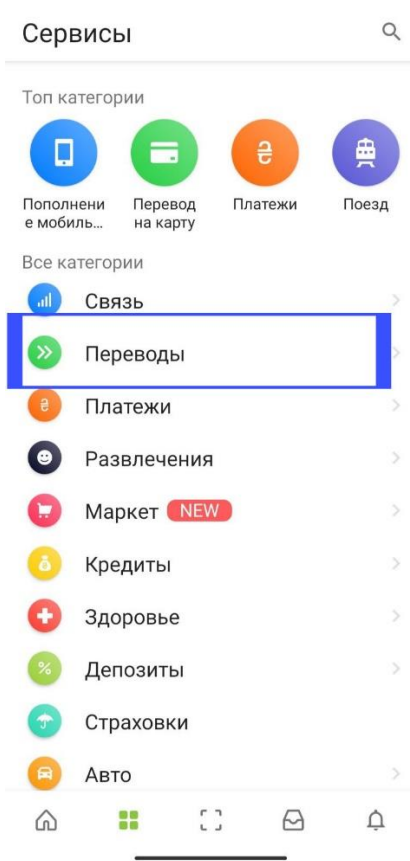 Сервисы
Топ категории
Пополнени
е мобиль...
Перевод
на карту
Платежи
Поезд
Все категории
Связь
Переводы
Платежи
Развлечения
Маркет NEW
Кредиты
Здоровье
Депозиты
Страховки
Авто